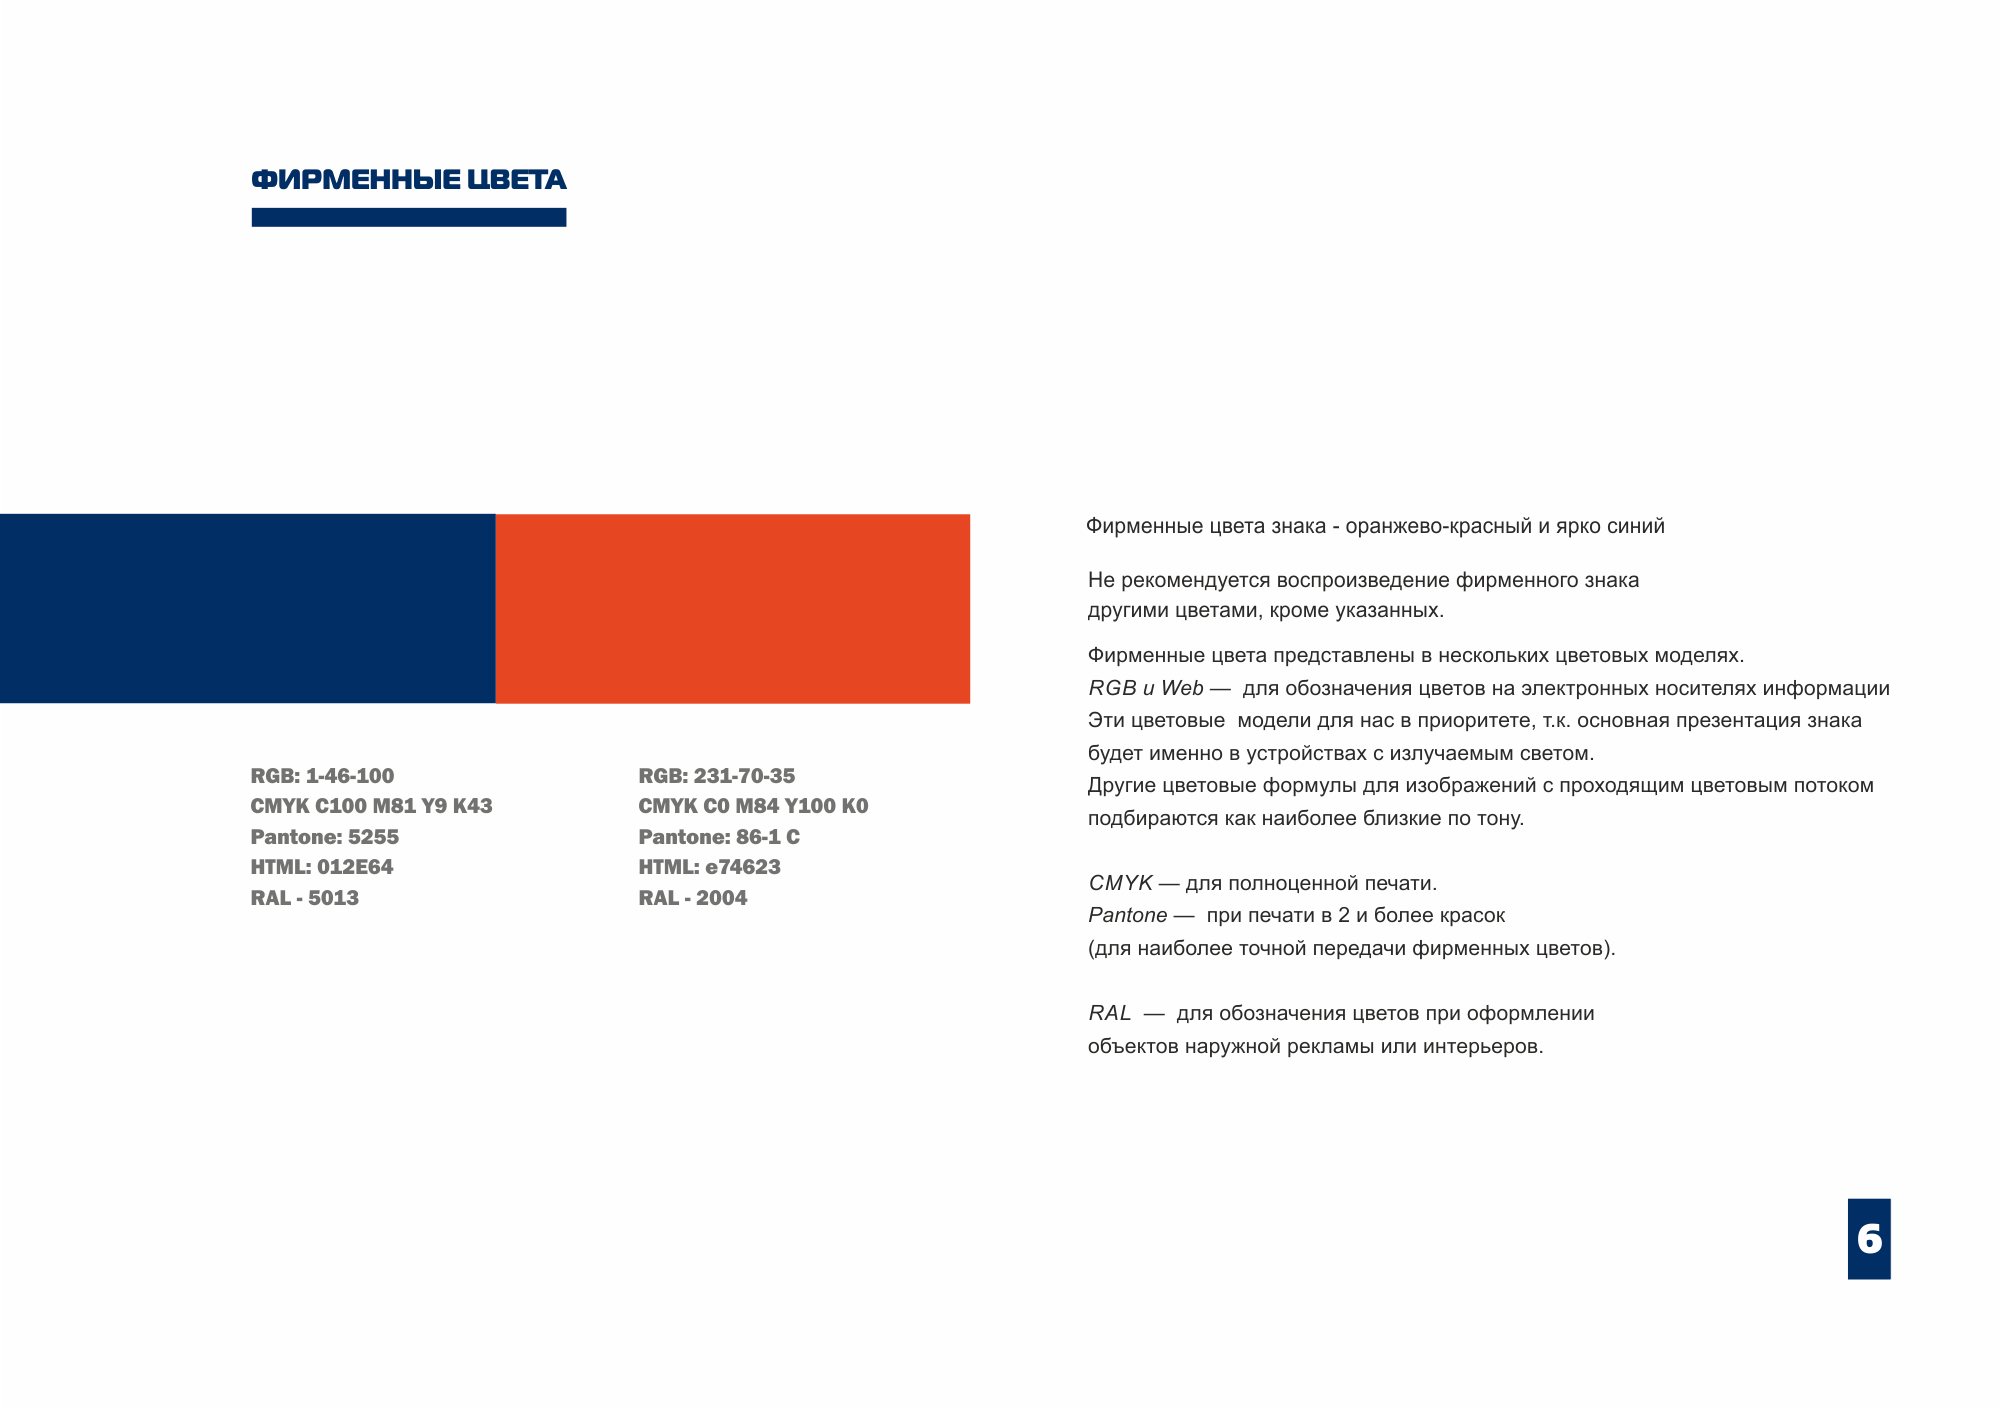 ФИРМЕННЫЕ ЦВЕТА
RGB: 1-46-100
CMYK C100 M81 Y9 K43
Pantone: 5255
HTML: 012E64
RAL - 5013
RGB: 231-70-35
CMYK C0 M84 Y100 K0
Pantone: 86-1 C
HTML: e74623
RAL - 2004
Фирменные цвета знака - оранжево-красный и ярко синий
Не рекомендуется воспроизведение фирменного знака
другими цветами, кроме указанных.
Фирменные цвета представлены в нескольких цветовых моделях.
RGB и Web — для обозначения цветов на электронных носителях информации
Эти цветовые модели для нас в приоритете, т.к. основная презентация знака
будет именно в устройствах с излучаемым светом.
Другие цветовые формулы для изображений с проходящим цветовым потоком
подбираются как наиболее близкие по тону.
CMYK — для полноценной печати.
Pantone — при печати в 2 и более красок
(для наиболее точной передачи фирменных цветов).
RAL — для обозначения цветов при оформлении
объектов наружной рекламы или интерьеров.
6